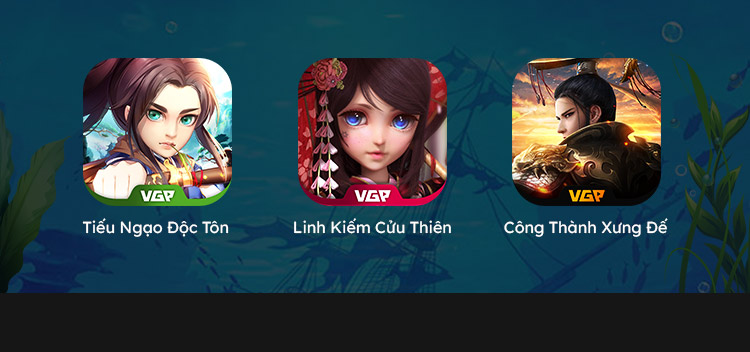 VGP
VGP
VGP
Tiếu Ngạo Độc Tôn
Linh Kiếm Cửu Thiên
Công Thành Xưng Đế